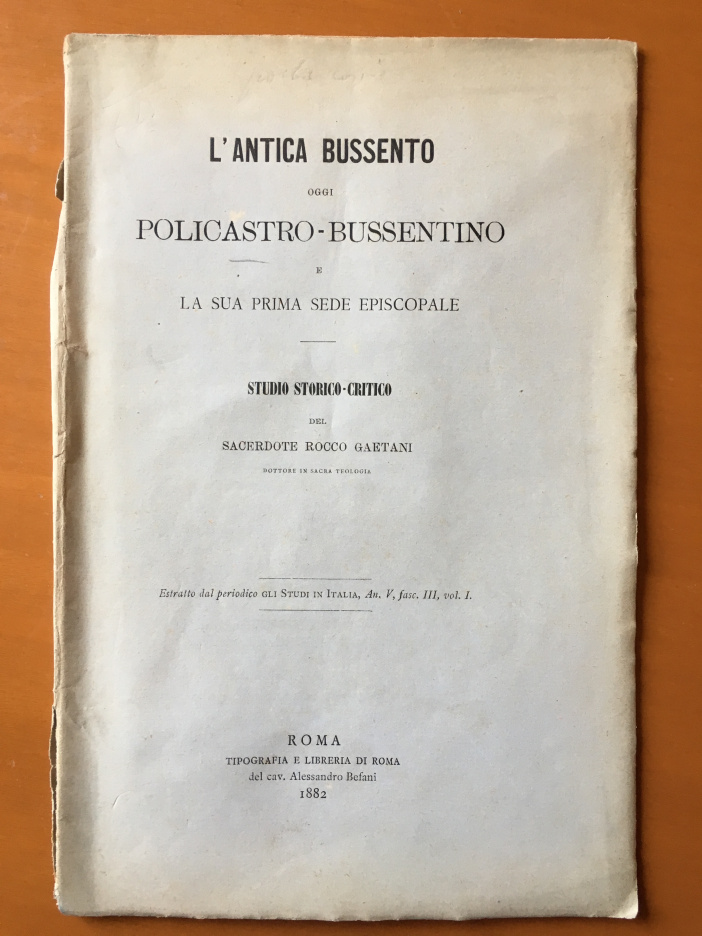 L'ANTICA BUSSENTO
OGGI
POLICASTRO-BUSSENTINO
E
LA SUA PRIMA SEDE EPISCOPALE
STUDIO STORICO-CRITICO
DEL
SACERDOTE ROCCO GAETANI
DOTTORE IN SACRA TEOLOGIA
Estratto dal periodico GLI STUDI IN ITALIA, An. V, fasc. III, vol. I.
ROMA
TIPOGRAFIA E LIBRERIA DI ROMA
del cav. Alessandro Befani
1882